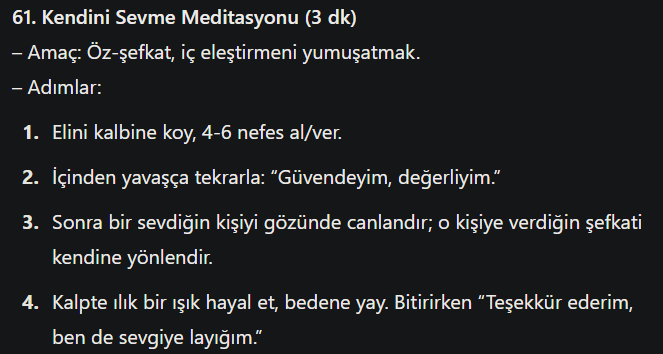 61. Kendini Sevme Meditasyonu (3 dk)
– Amaç: Öz-şefkat, iç eleştirmeni yumuşatmak.
– Adımlar:
1. Elini kalbine koy, 4-6 nefes al/ver.
2. İçinden yavaşça tekrarla: “Güvendeyim, değerliyim.”
3. Sonra bir sevdiğin kişiyi gözünde canlandır; o kişiye verdiğin şefkati
kendine yönlendir.
4. Kalpte ılık bir ışık hayal et, bedene yay. Bitirirken “Teşekkür ederim,
ben de sevgiye layığım.”